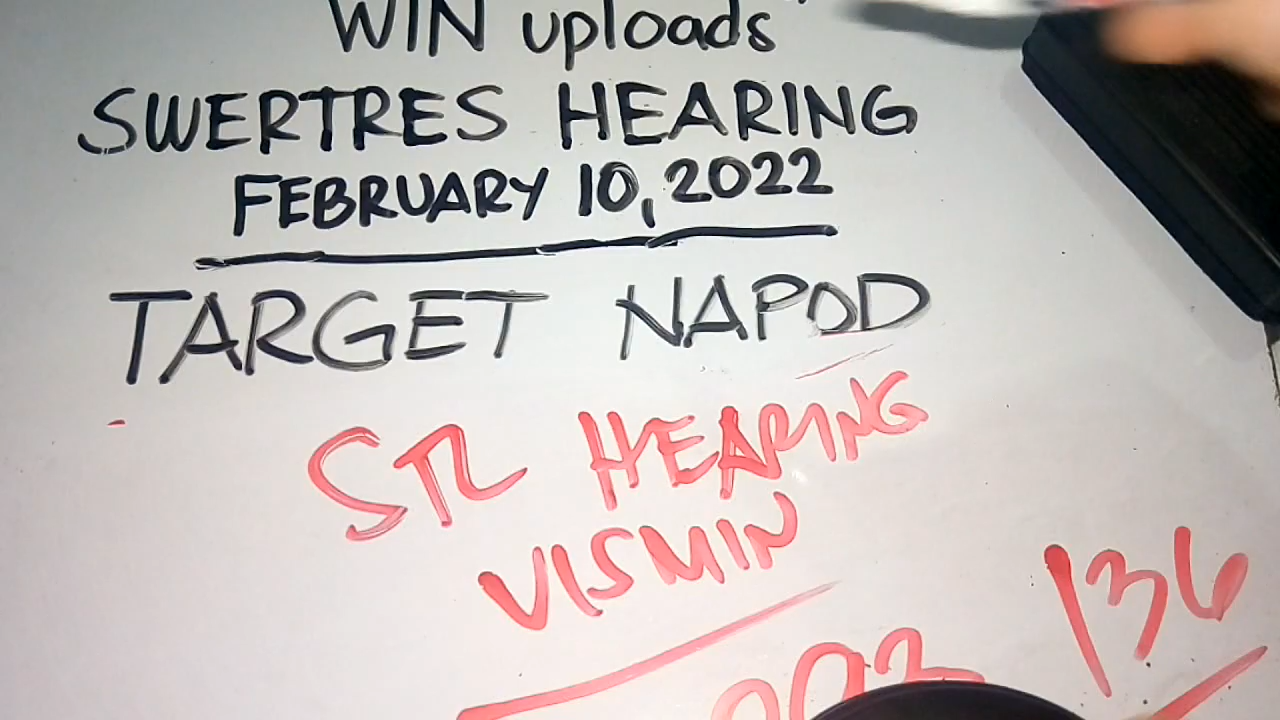 WIN uploads
SWERTRES HEARING
FEBRUARY 10, 2022
TARGET NAPOD
STL HEARING
VISMIN
136